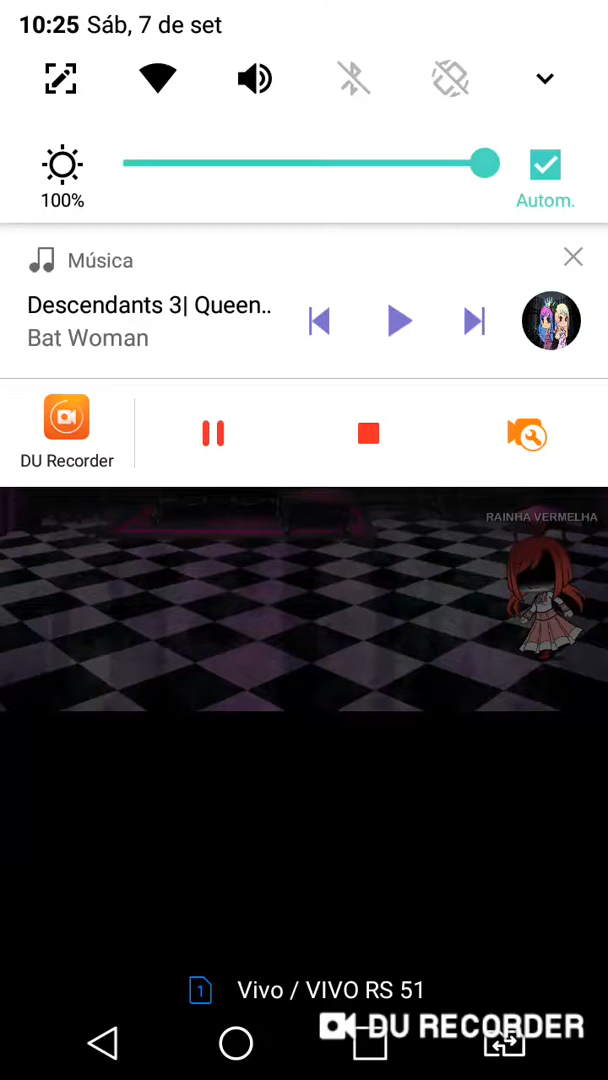 10:25 Sáb, 7 de set
100%
Autom.
Música
Descendants 3| Queen..
Bat Woman
DU Recorder
RAINHA VERMELHA
1
Vivo / VIVO RS 51
DU RECORDER